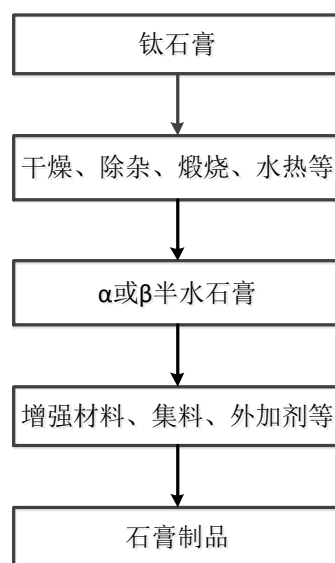 钛石膏
干燥、除杂、煅烧、水热等
α或β半水石膏
增强材料、集料、外加剂等
石膏制品